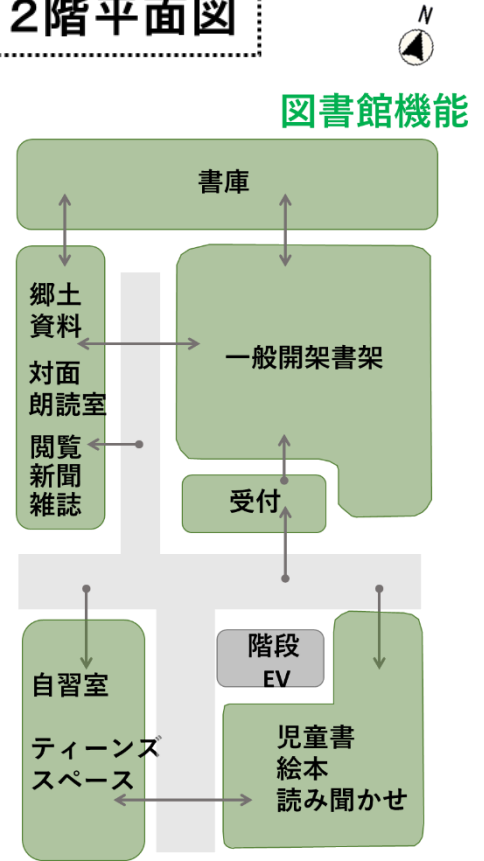 2階平面図
N
図書館機能
書庫
郷土
資料
対面
朗読室
閲覧
新聞
雑誌
一般開架書架
受付
階段
EV
自習室
ティーンズ
スペース
児童書
絵本
読み聞かせ